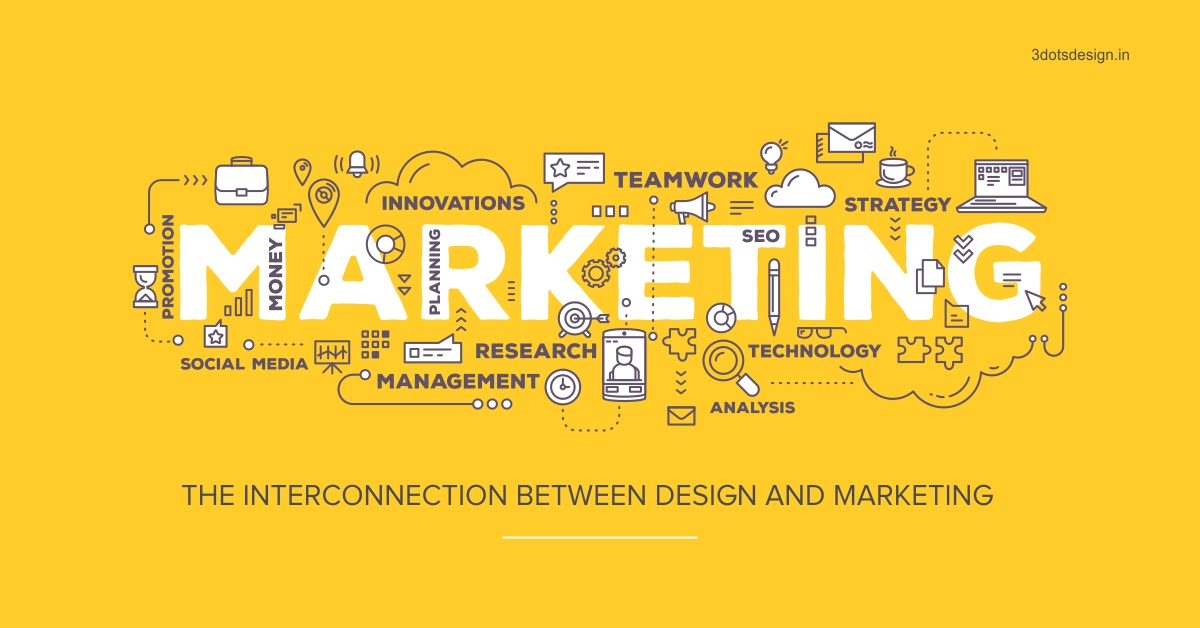 3dotsdesign.in
TEAMWORK
INNOVATIONS
STRATEGY
PROMOTION
MONEY
PLANNING
SEO
MARKETING
SOCIAL MEDIA
RESEARCH
TECHNOLOGY
MANAGEMENT
ANALYSIS
THE INTERCONNECTION BETWEEN DESIGN AND MARKETING